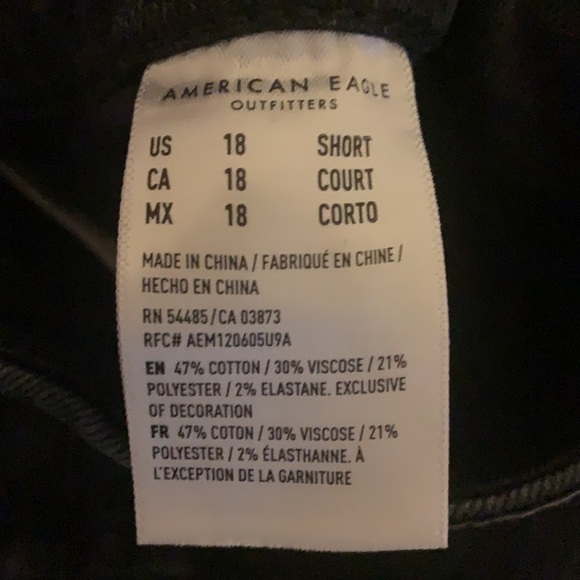 AMERICAN EAGLE
OUTFITTERS
US 18 SHORT
CA 18 COURT
MX 18 CORTO
MADE IN CHINA / FABRIQUÉ EN CHINE /
HECHO EN CHINA
RN 54485 / CA 03873
RFC# AEM120605U9A
EN 47% COTTON / 30% VISCOSE / 21%
POLYESTER / 2% ELASTANE. EXCLUSIVE
OF DECORATION
FR 47% COTON / 30% VISCOSE / 21%
POLYESTER / 2% ÉLASTHANNE. À
L'EXCEPTION DE LA GARNITURE